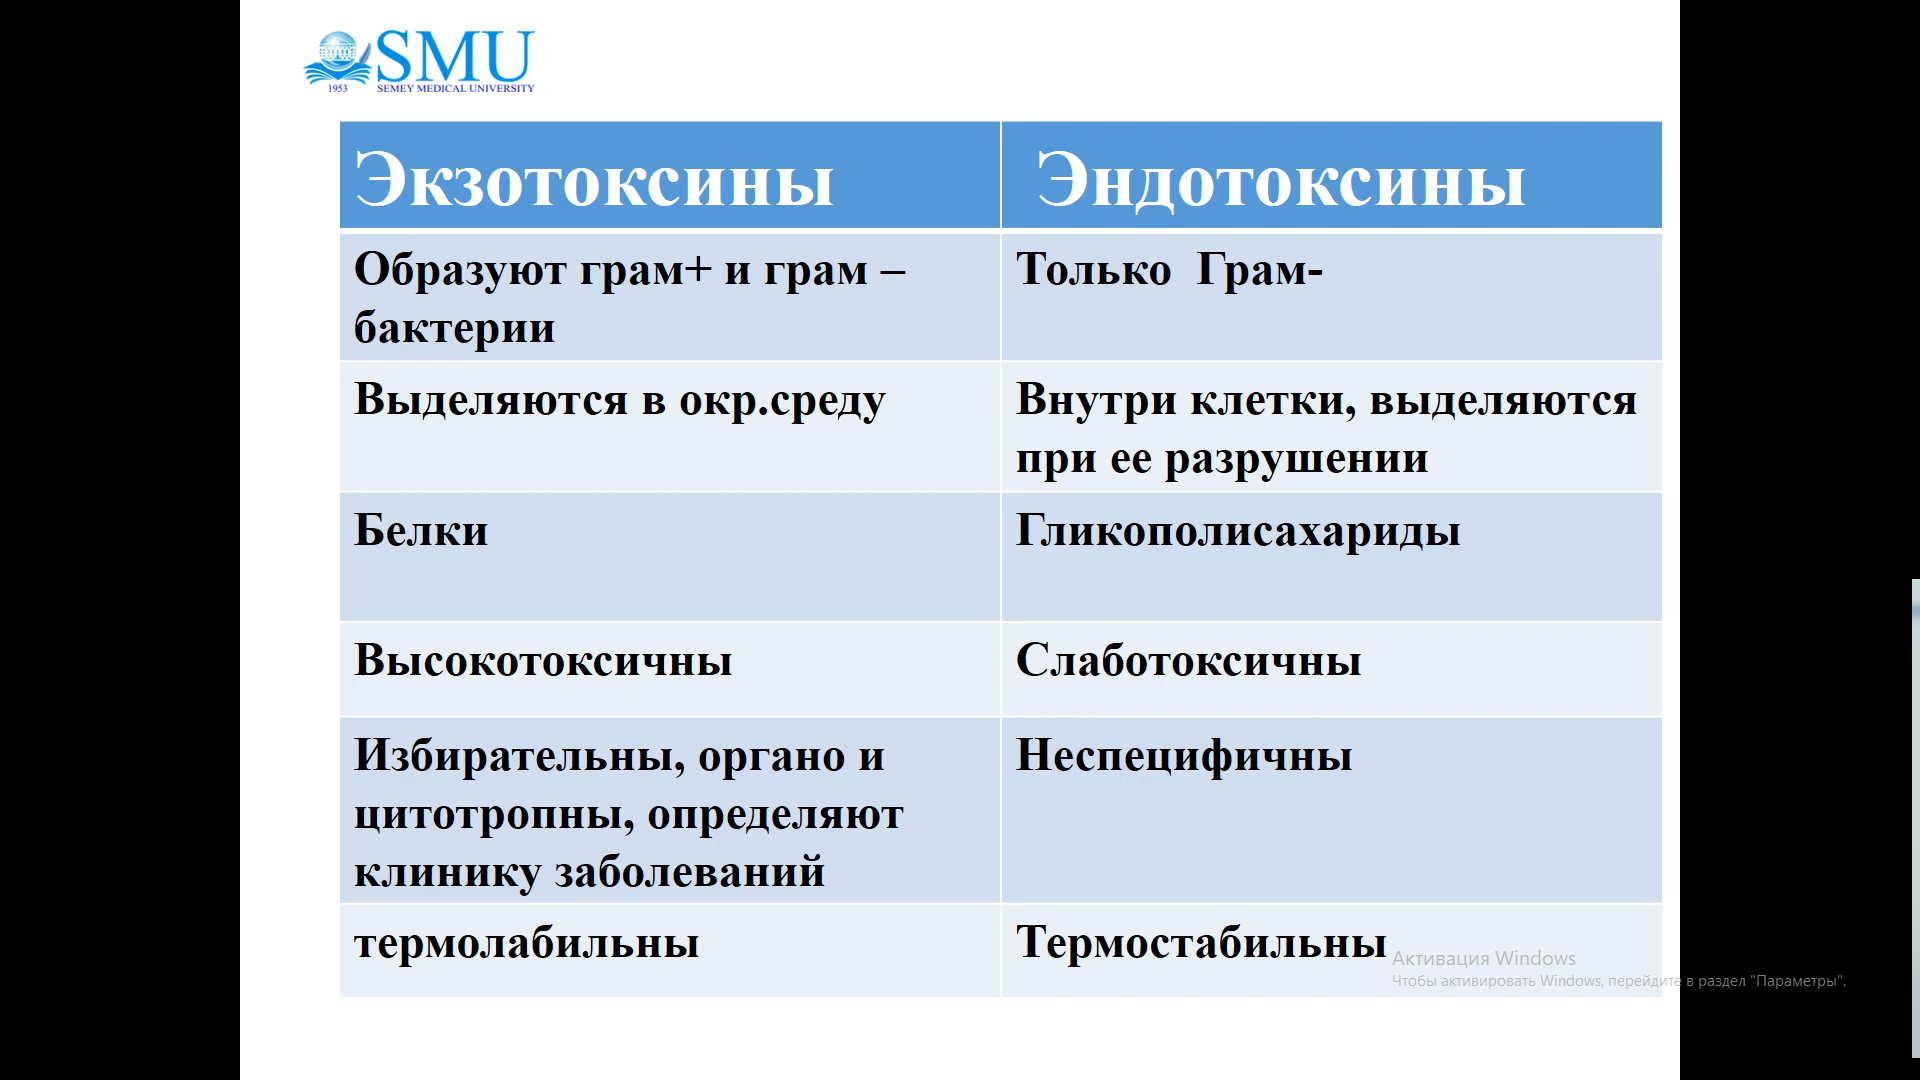 SMU
1953 SEMEY MEDICAL UNIVERSITY
Экзотоксины
Эндотоксины
Образуют грам+ и грам –
бактерии
Только Грам-
Выделяются в окр.среду
Внутри клетки, выделяются
при ее разрушении
Белки
Гликополисахариды
Высокотоксичны
Слаботоксичны
Избирательны, органо и
цитотропны, определяют
клинику заболеваний
Неспецифичны
термолабильны
Термостабильны
Активация Windows
Чтобы активировать Windows, перейдите в раздел "Параметры".